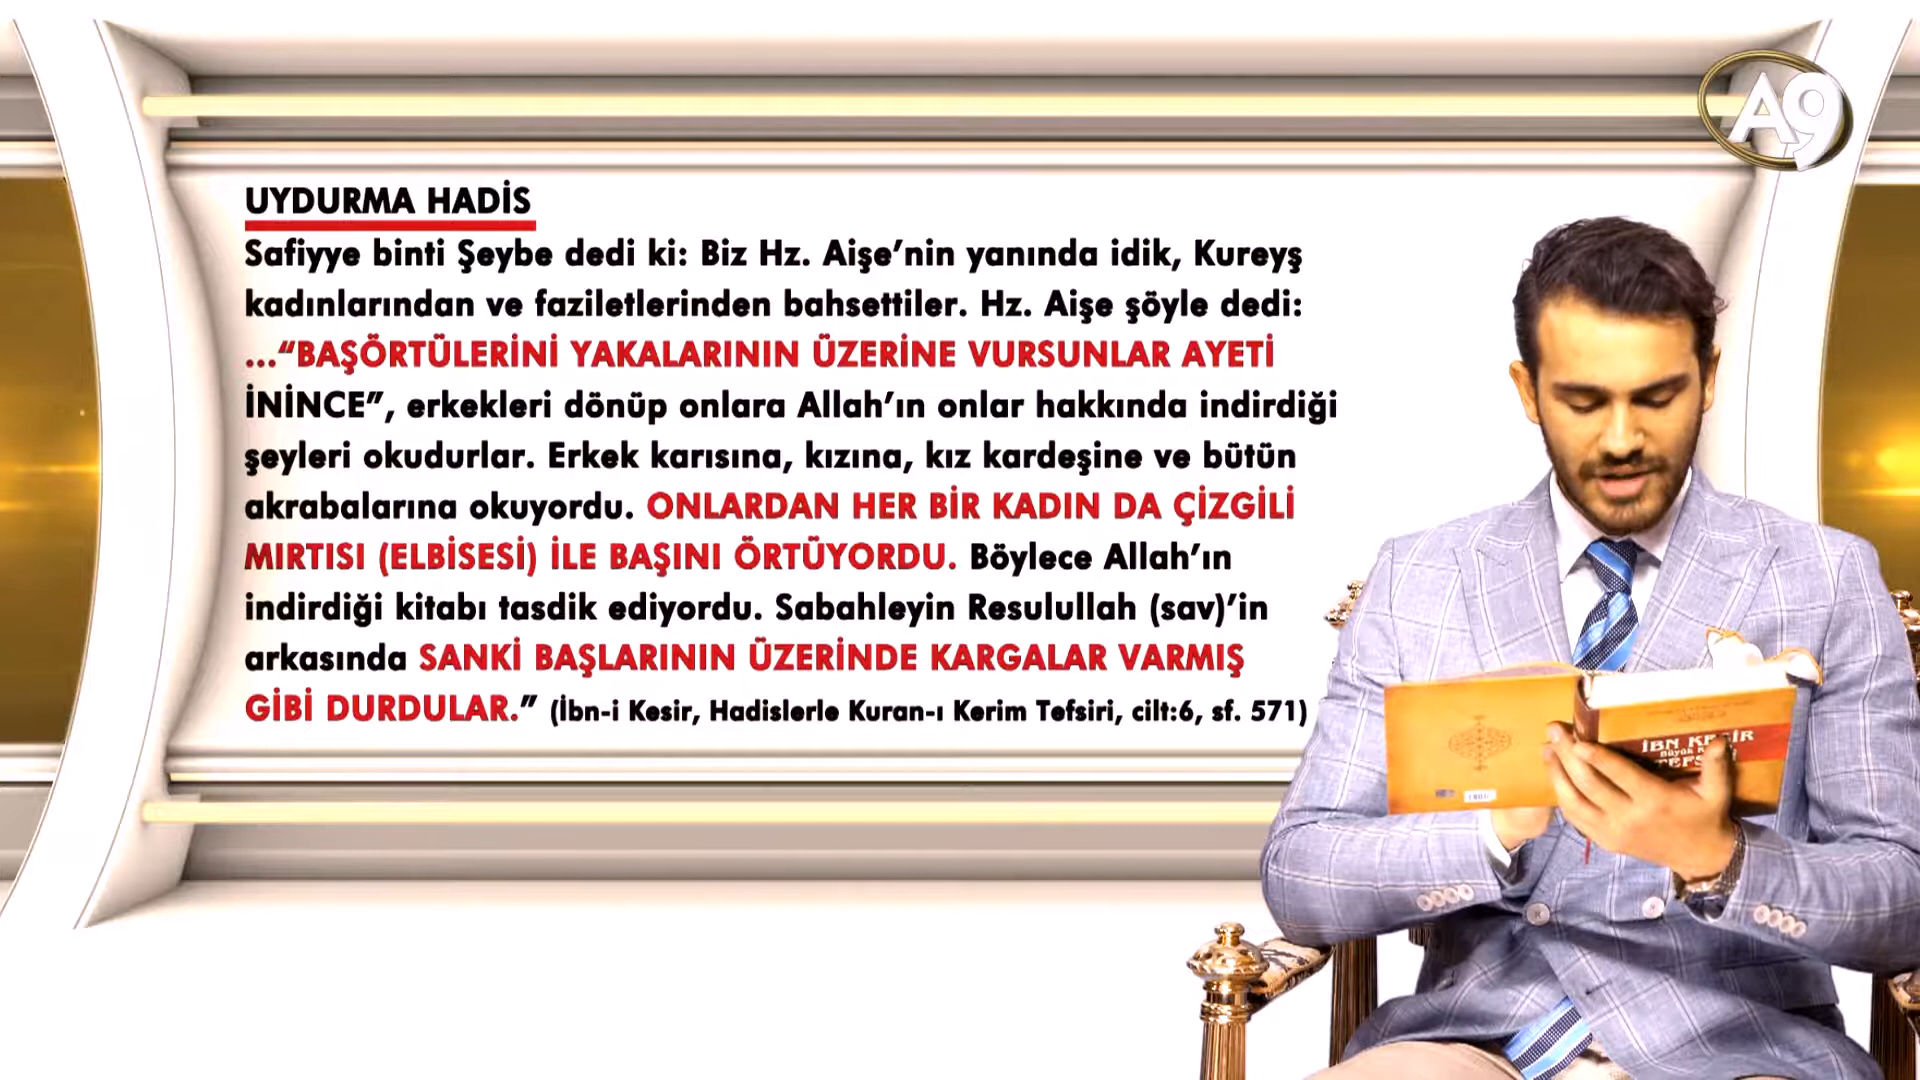 A9
UYDURMA HADİS
Safiyye binti Şeybe dedi ki: Biz Hz. Aişe’nin yanında idik, Kureyş
kadınlarından ve faziletlerinden bahsettiler. Hz. Aişe şöyle dedi:
...“BAŞÖRTÜLERİNİ YAKALARININ ÜZERİNE VURSUNLAR AYETİ
İNİNCE”, erkekleri dönüp onlara Allah’ın onlar hakkında indirdiği
şeyleri okudurlar. Erkek karısına, kızına, kız kardeşine ve bütün
akrabalarına okuyordu. ONLARDAN HER BİR KADIN DA ÇİZGİLİ
MIRTISI (ELBİSESİ) İLE BAŞINI ÖRTÜYORDU. Böylece Allah’ın
indirdiği kitabı tasdik ediyordu. Sabahleyin Resulullah (sav)’in
arkasında SANKİ BAŞLARININ ÜZERİNDE KARGALAR VARMIŞ
GİBİ DURDULAR.” (İbn-i Kesir, Hadislerle Kuran-ı Kerim Tefsiri, cilt:6, sf. 571)
İBN KESİR